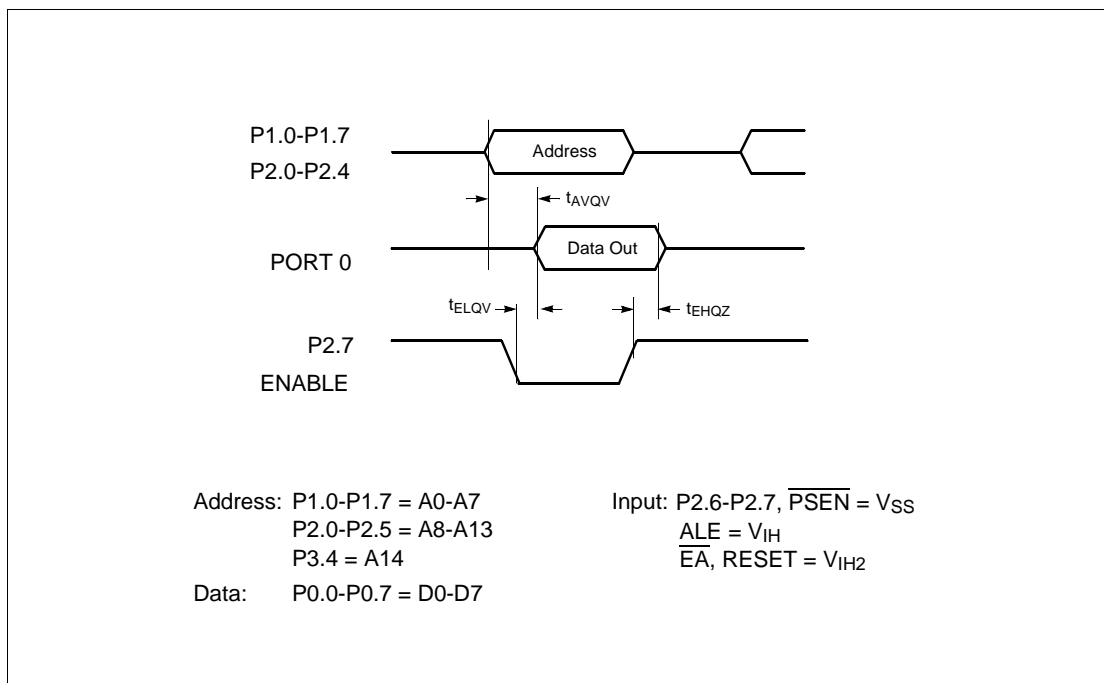 P1.0-P1.7
P2.0-P2.4
Address
tAVQV
PORT 0
Data Out
tELQV
tEHQZ
P2.7
ENABLE
Address: P1.0-P1.7 = A0-A7
P2.0-P2.5 = A8-A13
P3.4 = A14
Data: P0.0-P0.7 = D0-D7
Input: P2.6-P2.7, P̅S̅E̅N̅ = VSS
ALE = VIH
E̅A̅, RESET = VIH2